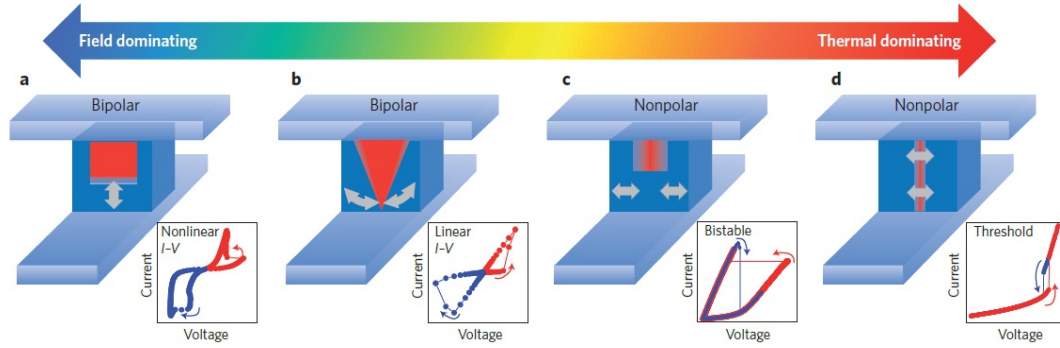 Field dominating
Thermal dominating
a
b
c
d
Bipolar
Bipolar
Nonpolar
Nonpolar
Nonlinear
I–V
Current
Voltage
Linear
I–V
Current
Voltage
Bistable
Current
Voltage
Threshold
Current
Voltage